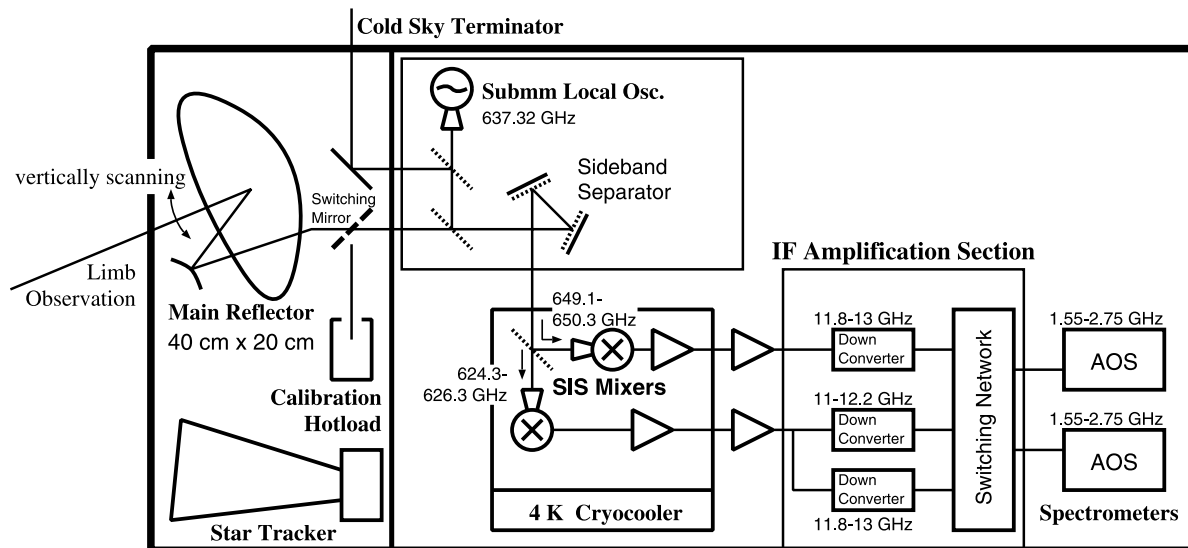 Cold Sky Terminator
Submm Local Osc.
637.32 GHz
vertically scanning
Switching
Mirror
Sideband
Separator
Limb
Observation
Main Reflector
40 cm x 20 cm
Calibration
Hotload
Star Tracker
649.1-
650.3 GHz
624.3-
626.3 GHz
SIS Mixers
4 K Cryocooler
IF Amplification Section
11.8-13 GHz
Down
Converter
11-12.2 GHz
Down
Converter
Down
Converter
11.8-13 GHz
Switching Network
1.55-2.75 GHz
AOS
1.55-2.75 GHz
AOS
Spectrometers